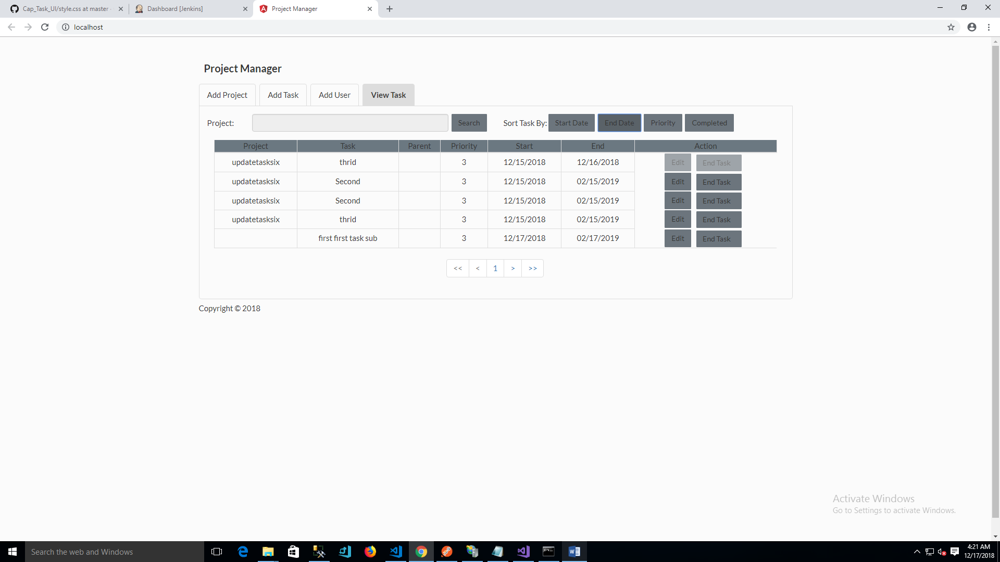 Cap_Task_UI/style.css at master
Dashboard [Jenkins]
Project Manager
localhost
Project Manager
Add Project
Add Task
Add User
View Task
Project:
Search
Sort Task By:
Start Date
End Date
Priority
Completed
Project Task Parent Priority Start End Action
updatetasksix thrid 3 12/15/2018 12/16/2018 Edit End Task
updatetasksix Second 3 12/15/2018 02/15/2019 Edit End Task
updatetasksix Second 3 12/15/2018 02/15/2019 Edit End Task
updatetasksix thrid 3 12/15/2018 02/15/2019 Edit End Task
first first task sub 3 12/17/2018 02/17/2019 Edit End Task
<< < 1 > >>
Copyright © 2018
Activate Windows
Go to Settings to activate Windows.
Search the web and Windows
4:21 AM
12/17/2018